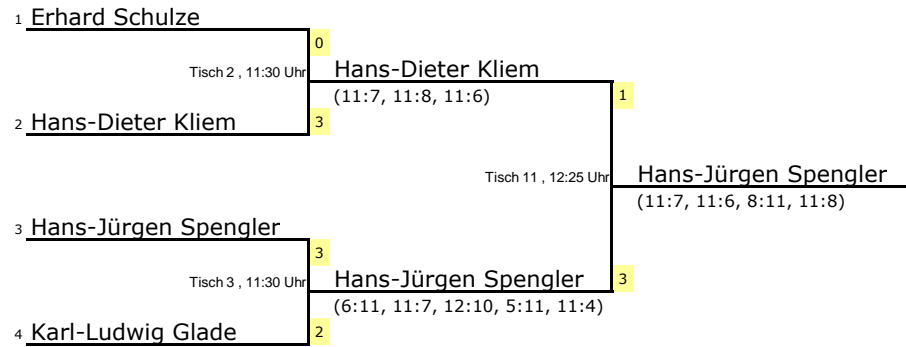 1 Erhard Schulze
0
Tisch 2 , 11:30 Uhr
Hans-Dieter Kliem
(11:7, 11:8, 11:6)
1
2 Hans-Dieter Kliem
3
Tisch 11 , 12:25 Uhr
Hans-Jürgen Spengler
(11:7, 11:6, 8:11, 11:8)
3 Hans-Jürgen Spengler
3
Tisch 3 , 11:30 Uhr
Hans-Jürgen Spengler
3
(6:11, 11:7, 12:10, 5:11, 11:4)
4 Karl-Ludwig Glade
2